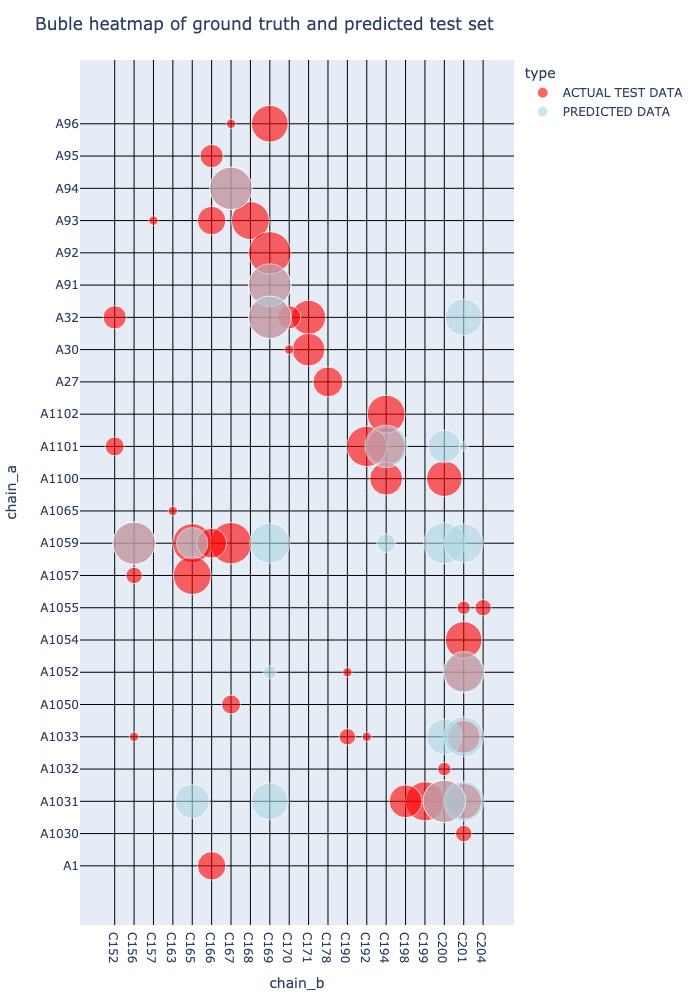 Buble heatmap of ground truth and predicted test set
type
ACTUAL TEST DATA
PREDICTED DATA
chain_a
A96
A95
A94
A93
A92
A91
A32
A30
A27
A1102
A1101
A1100
A1065
A1059
A1057
A1055
A1054
A1052
A1050
A1033
A1032
A1031
A1030
A1
C152
C156
C157
C163
C165
C166
C167
C168
C169
C170
C171
C178
C190
C192
C194
C198
C199
C200
C201
C204
chain_b